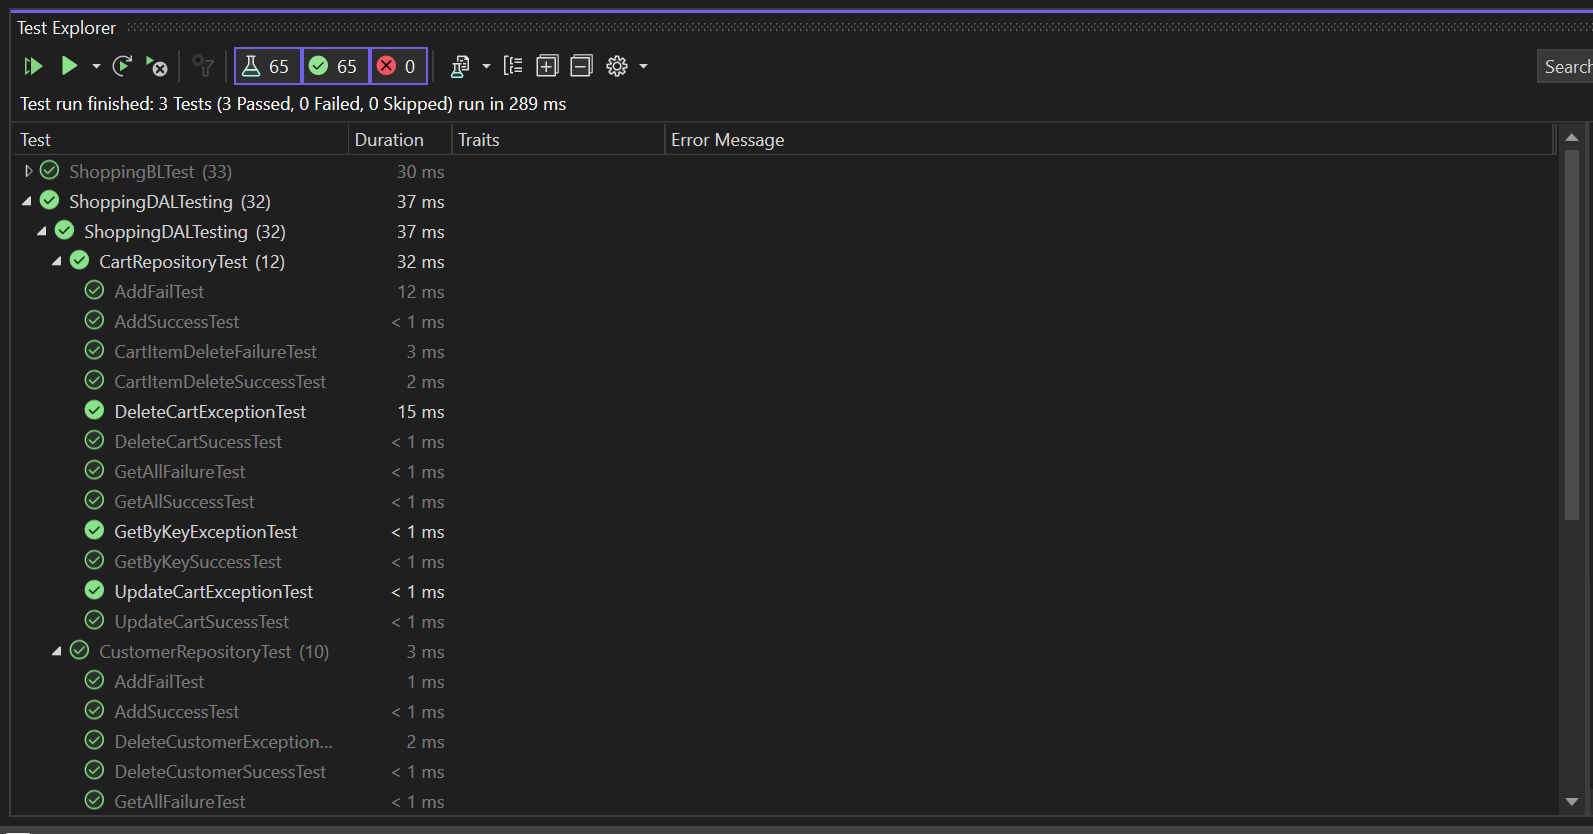 Test Explorer
65 65 0
Search
Test run finished: 3 Tests (3 Passed, 0 Failed, 0 Skipped) run in 289 ms
Test Duration Traits Error Message
ShoppingBLTest (33) 30 ms
ShoppingDALTesting (32) 37 ms
ShoppingDALTesting (32) 37 ms
CartRepositoryTest (12) 32 ms
AddFailTest 12 ms
AddSuccessTest < 1 ms
CartItemDeleteFailureTest 3 ms
CartItemDeleteSuccessTest 2 ms
DeleteCartExceptionTest 15 ms
DeleteCartSucessTest < 1 ms
GetAllFailureTest < 1 ms
GetAllSuccessTest < 1 ms
GetByKeyExceptionTest < 1 ms
GetByKeySuccessTest < 1 ms
UpdateCartExceptionTest < 1 ms
UpdateCartSucessTest < 1 ms
CustomerRepositoryTest (10) 3 ms
AddFailTest 1 ms
AddSuccessTest < 1 ms
DeleteCustomerException... 2 ms
DeleteCustomerSucessTest < 1 ms
GetAllFailureTest < 1 ms